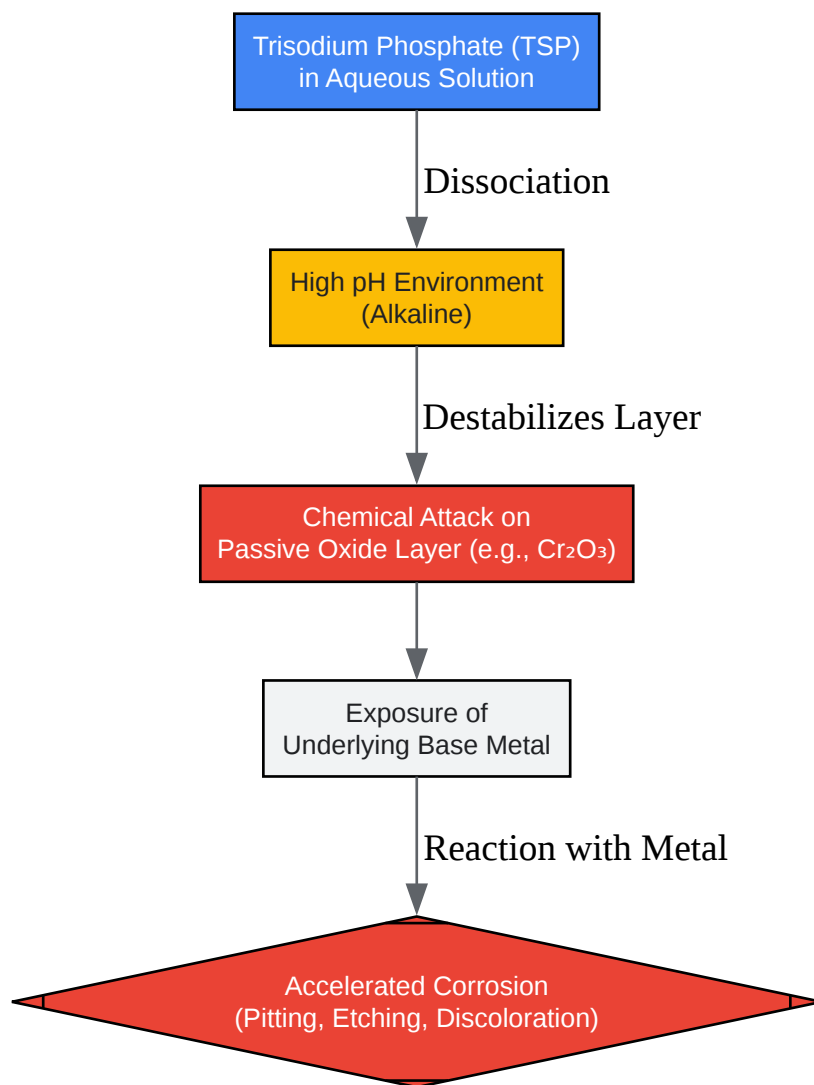 Trisodium Phosphate (TSP)
in Aqueous Solution
Dissociation
High pH Environment
(Alkaline)
Destabilizes Layer
Chemical Attack on
Passive Oxide Layer (e.g., Cr₂O₃)
Exposure of
Underlying Base Metal
Reaction with Metal
Accelerated Corrosion
(Pitting, Etching, Discoloration)